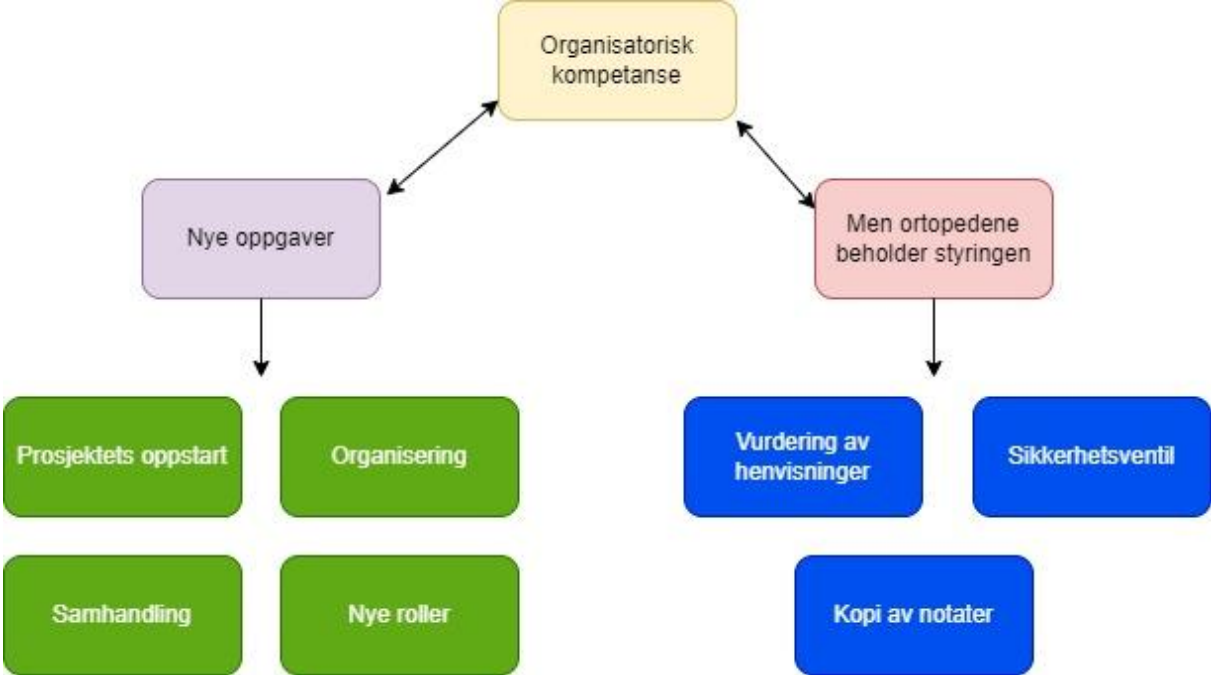 Organisatorisk
kompetanse
Nye oppgaver
Men ortopedene
beholder styringen
Prosjektets oppstart
Organisering
Vurdering av
henvisninger
Sikkerhetsventil
Samhandling
Nye roller
Kopi av notater